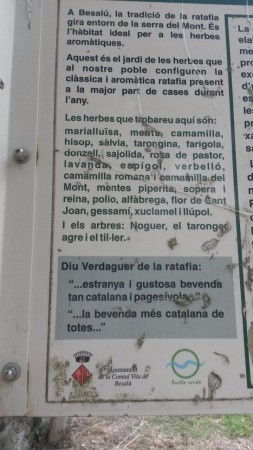 A Besalú, la tradició de la ratafia
gira entorn de la serra del Mont. És
l'hàbitat ideal per a les herbes
aromàtiques.
Aquest és el jardí de les herbes que
al nostre poble configuren la
clàssica i aromàtica ratafia present
a la major part de cases durant
l'any.
Les herbes que trobareu aquí són:
marialluïsa, menta, camamilla,
hisop, sàlvia, tarongina, farigola,
donzell, sajolida, rosa de pastor,
lavanda, espígol, verbelló,
camamilla romana i camamilla del
Mont, mentes piperita, sopera i
reina, polio, alfàbrega, flor de Sant
Joan, gessamí, xuclamel i llúpol.
I els arbres: Noguer, el taronger
agre i el til·ler.
Diu Verdaguer de la ratafia:
"...estranya i gustosa bevenda
tan catalana i pagesívola..."
"...la bevenda més catalana de
totes..."
Ajuntament
de la Comtal Vila de
Besalú